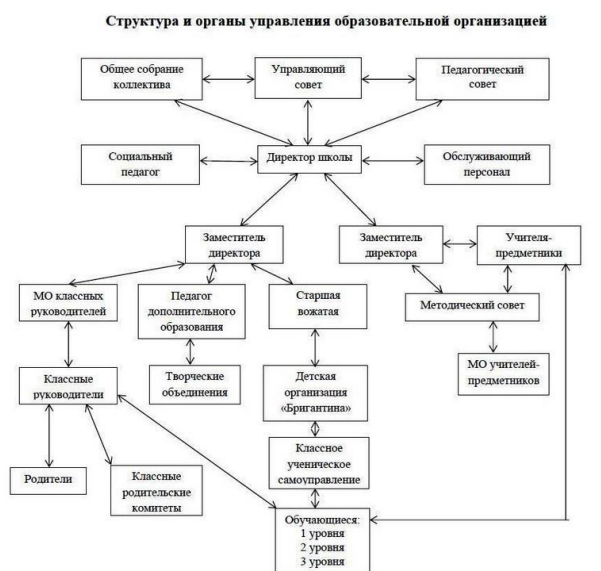 Структура и органы управления образовательной организацией
Общее собрание
коллектива
Управляющий
совет
Педагогический
совет
Социальный
педагог
Директор школы
Обслуживающий
персонал
Заместитель
директора
Заместитель
директора
Учителя-
предметники
МО классных
руководителей
Педагог
дополнительного
образования
Старшая
вожатая
Методический совет
Классные
руководители
Творческие
объединения
Детская
организация
«Бригантина»
МО учителей-
предметников
Родители
Классные
родительские
комитеты
Классное
ученическое
самоуправление
Обучающиеся:
1 уровня
2 уровня
3 уровня